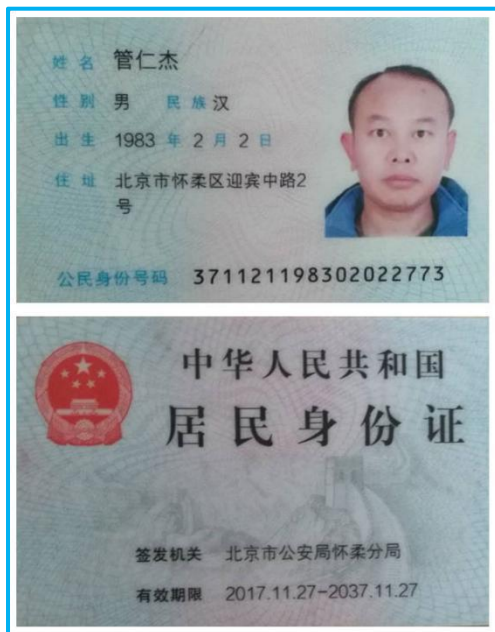 姓名 管仁杰
性别 男 民族 汉
出生 1983 年 2 月 2 日
住址 北京市怀柔区迎宾中路2
号
公民身份号码 371121198302022773
中华人民共和国
居民身份证
签发机关 北京市公安局怀柔分局
有效期限 2017.11.27-2037.11.27